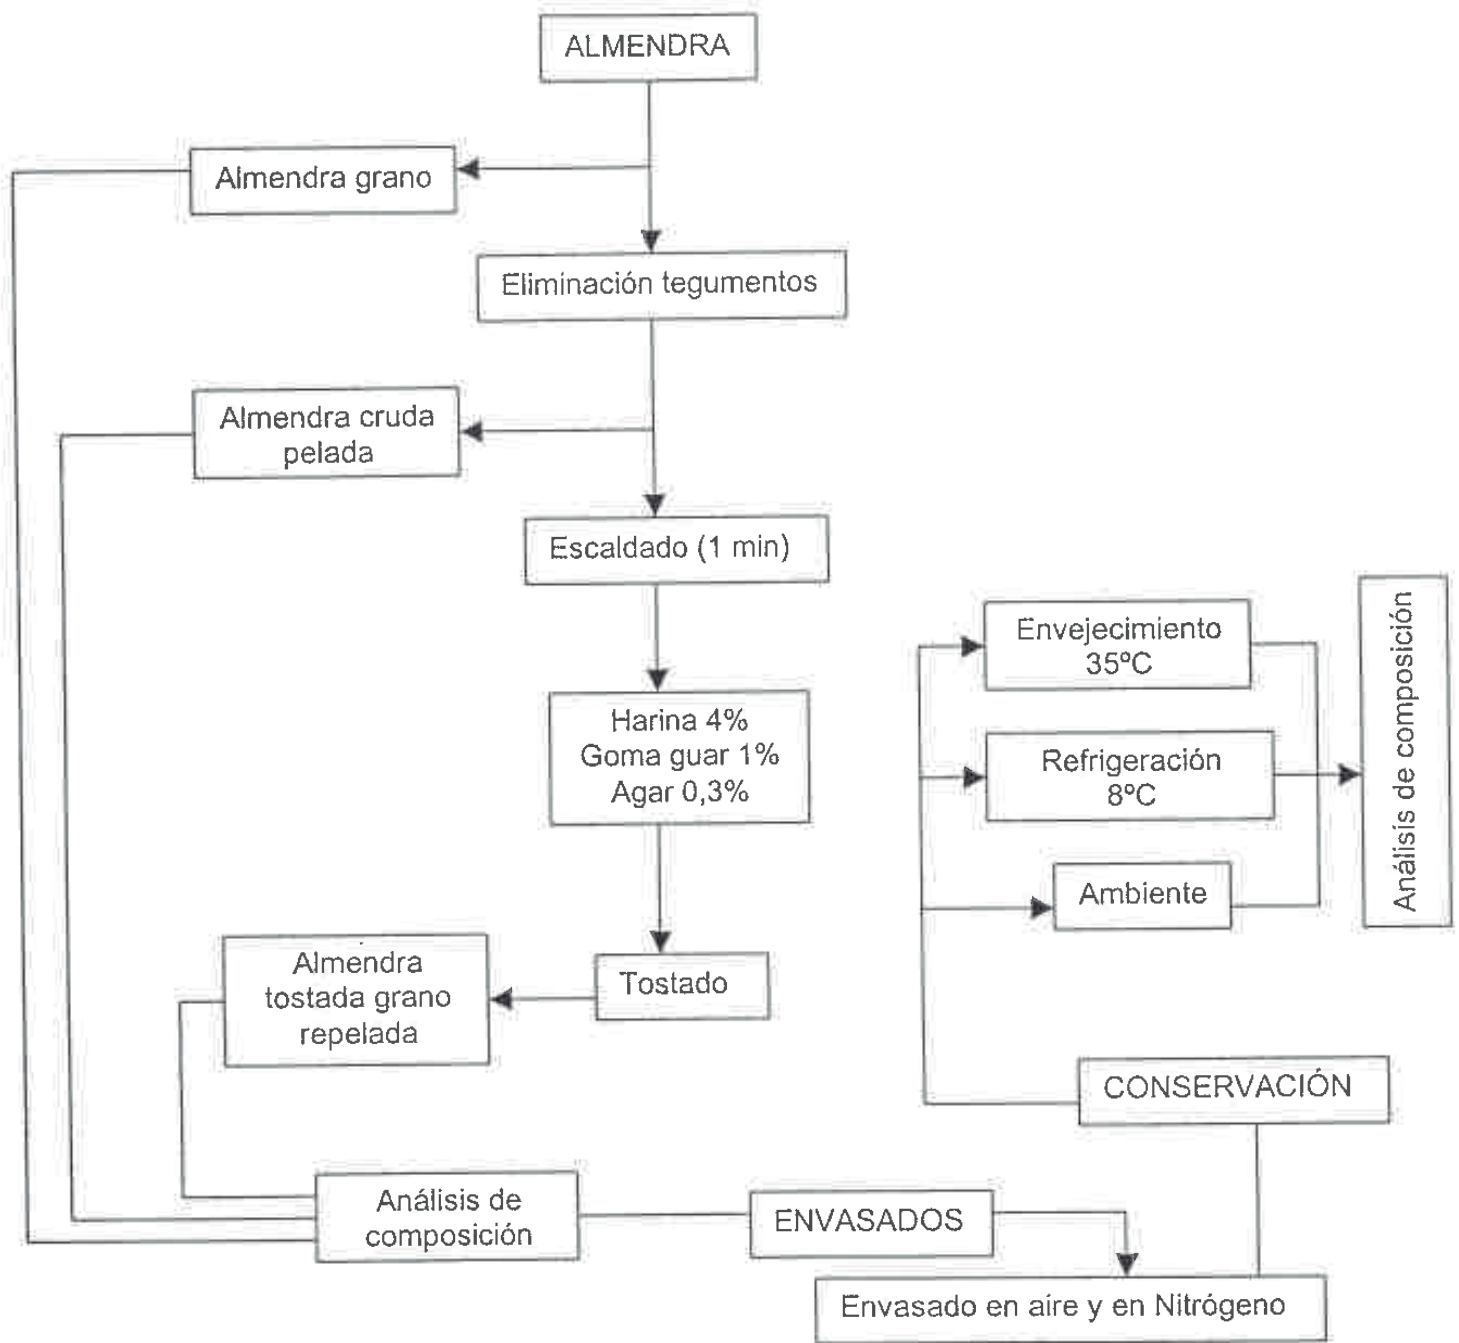 ALMENDRA
Almendra grano
Eliminación tegumentos
Almendra cruda
pelada
Escaldado (1 min)
Harina 4%
Goma guar 1%
Agar 0,3%
Tostado
Almendra
tostada grano
repelada
Análisis de
composición
ENVASADOS
Envasado en aire y en Nitrógeno
CONSERVACIÓN
Envejecimiento
35ºC
Refrigeración
8ºC
Ambiente
Análisis de composición